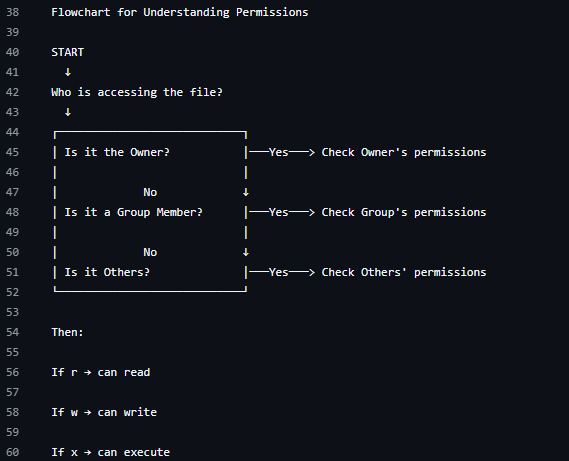 38 Flowchart for Understanding Permissions
39
40 START
41 ↓
42 Who is accessing the file?
43 ↓
44
45 Is it the Owner? Yes > Check Owner's permissions
46
47 No ↓
48 Is it a Group Member? Yes > Check Group's permissions
49
50 No ↓
51 Is it Others? Yes > Check Others' permissions
52
53
54 Then:
55
56 If r → can read
57
58 If w → can write
59
60 If x → can execute